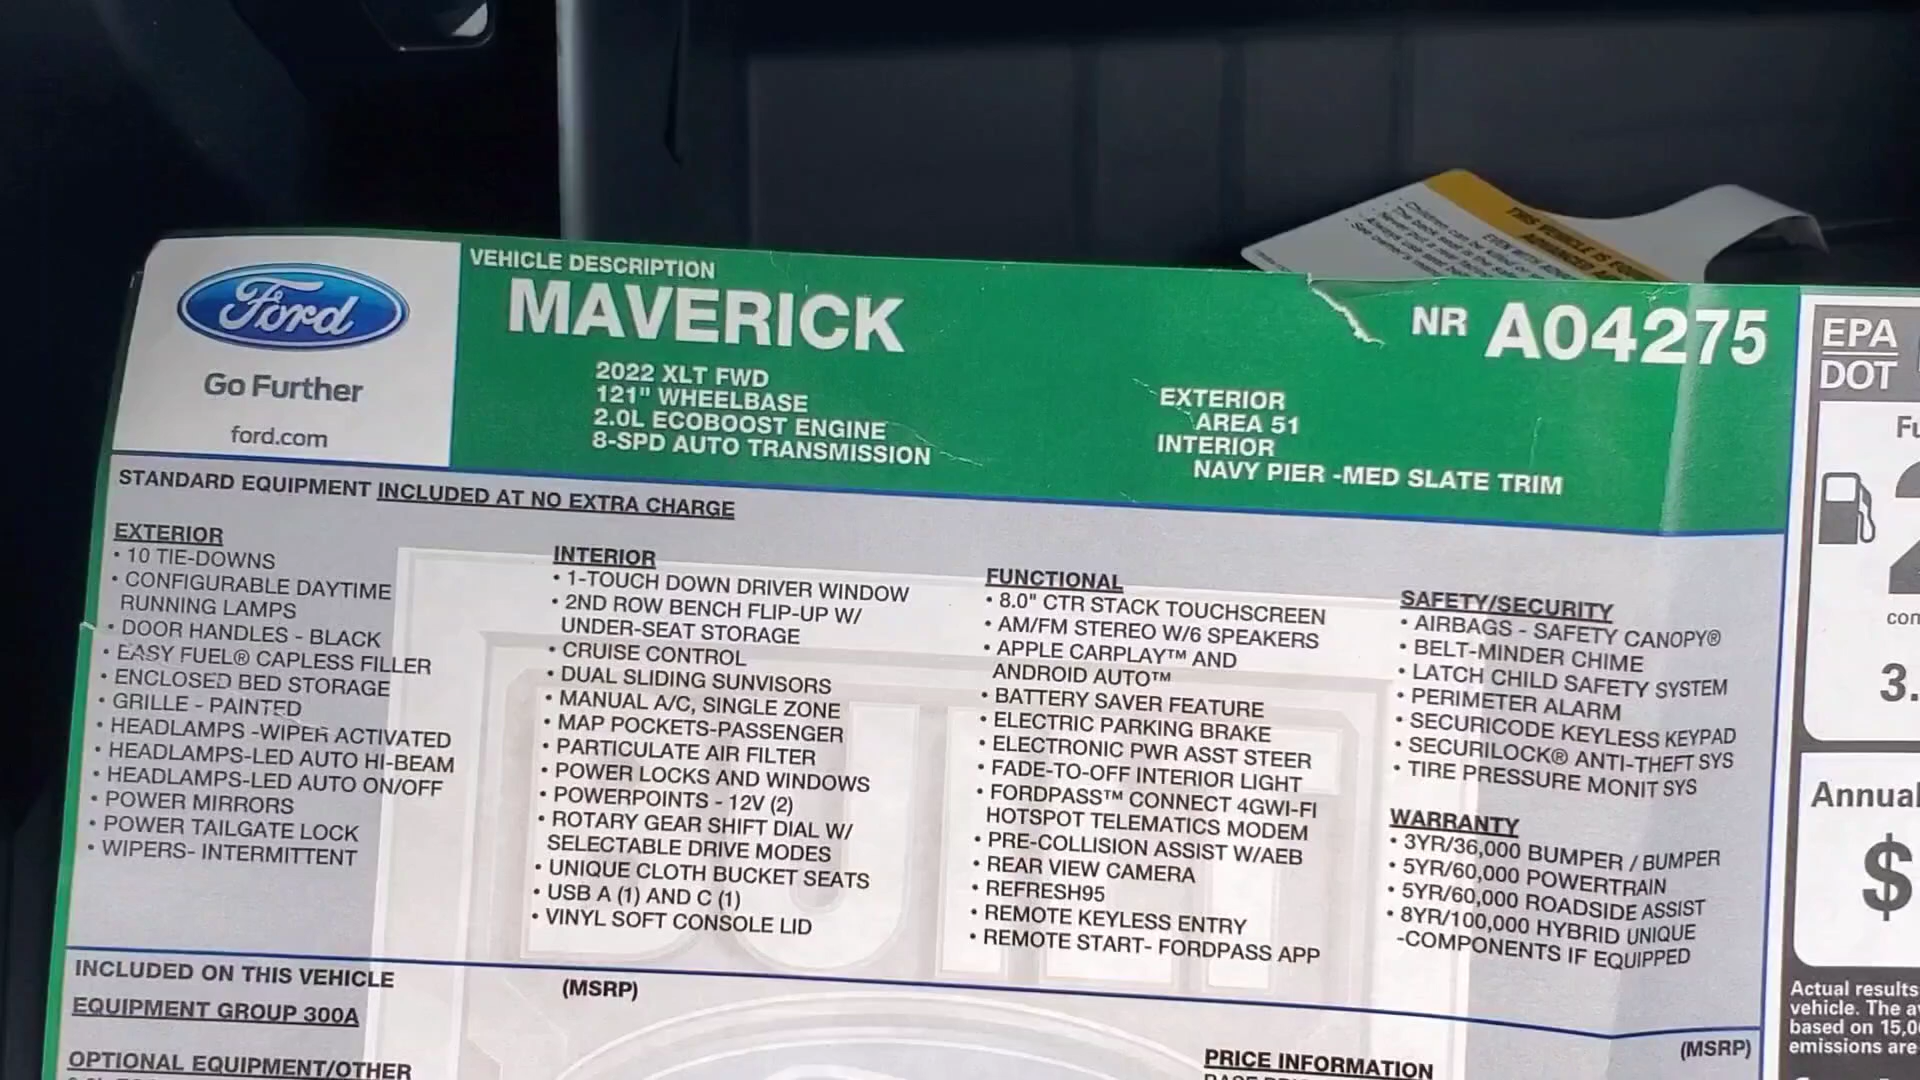 Ford
Go Further
ford.com
VEHICLE DESCRIPTION
MAVERICK
2022 XLT FWD
121" WHEELBASE
2.0L ECOBOOST ENGINE
8-SPD AUTO TRANSMISSION
NR A04275
EXTERIOR
AREA 51
INTERIOR
NAVY PIER -MED SLATE TRIM
STANDARD EQUIPMENT INCLUDED AT NO EXTRA CHARGE
EXTERIOR
• 10 TIE-DOWNS
• CONFIGURABLE DAYTIME
RUNNING LAMPS
• DOOR HANDLES - BLACK
• EASY FUEL® CAPLESS FILLER
• ENCLOSED BED STORAGE
• GRILLE - PAINTED
• HEADLAMPS -WIPER ACTIVATED
• HEADLAMPS-LED AUTO HI-BEAM
• HEADLAMPS-LED AUTO ON/OFF
• POWER MIRRORS
• POWER TAILGATE LOCK
• WIPERS- INTERMITTENT
INTERIOR
• 1-TOUCH DOWN DRIVER WINDOW
• 2ND ROW BENCH FLIP-UP W/
UNDER-SEAT STORAGE
• CRUISE CONTROL
• DUAL SLIDING SUNVISORS
• MANUAL A/C, SINGLE ZONE
• MAP POCKETS-PASSENGER
• PARTICULATE AIR FILTER
• POWER LOCKS AND WINDOWS
• POWERPOINTS - 12V (2)
• ROTARY GEAR SHIFT DIAL W/
SELECTABLE DRIVE MODES
• UNIQUE CLOTH BUCKET SEATS
• USB A (1) AND C (1)
• VINYL SOFT CONSOLE LID
FUNCTIONAL
• 8.0" CTR STACK TOUCHSCREEN
• AM/FM STEREO W/6 SPEAKERS
• APPLE CARPLAY™ AND
ANDROID AUTO™
• BATTERY SAVER FEATURE
• ELECTRIC PARKING BRAKE
• ELECTRONIC PWR ASST STEER
• FADE-TO-OFF INTERIOR LIGHT
• FORDPASS™ CONNECT 4GWI-FI
HOTSPOT TELEMATICS MODEM
• PRE-COLLISION ASSIST W/AEB
• REAR VIEW CAMERA
• REFRESH95
• REMOTE KEYLESS ENTRY
• REMOTE START- FORDPASS APP
SAFETY/SECURITY
• AIRBAGS - SAFETY CANOPY®
• BELT-MINDER CHIME
• LATCH CHILD SAFETY SYSTEM
• PERIMETER ALARM
• SECURICODE KEYLESS KEYPAD
• SECURILOCK® ANTI-THEFT SYS
• TIRE PRESSURE MONIT SYS
WARRANTY
• 3YR/36,000 BUMPER / BUMPER
• 5YR/60,000 POWERTRAIN
• 5YR/60,000 ROADSIDE ASSIST
• 8YR/100,000 HYBRID UNIQUE
-COMPONENTS IF EQUIPPED
INCLUDED ON THIS VEHICLE
(MSRP)
EQUIPMENT GROUP 300A
OPTIONAL EQUIPMENT/OTHER
(MSRP)
PRICE INFORMATION
EPA
DOT
3.
Annual
$
Actual results
vehicle. The
based on 15,0
emissions are
THIS VEHICLE IS